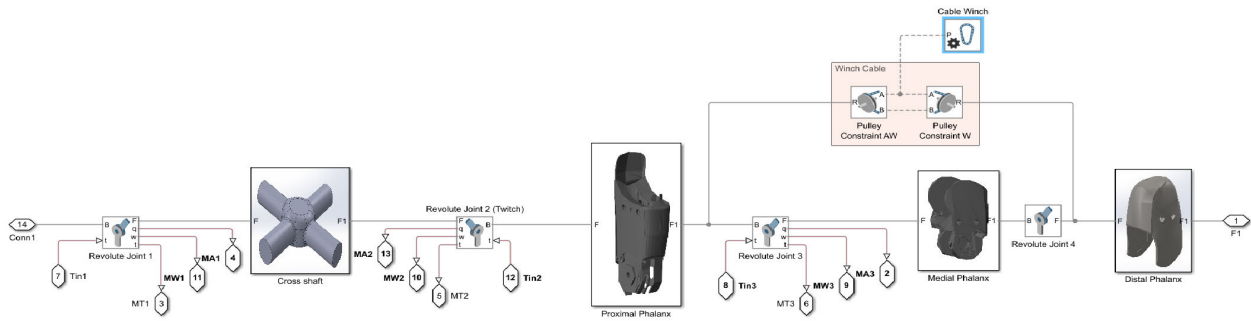 Cable Winch
P
Winch Cable
R
A
B
A
B
R
Pulley
Constraint AW
Pulley
Constraint W
14
Conn1
B
F
q
w
t
t
Revolute Joint 1
7
Tin1
MT1
3
MW1
11
MA1
4
F
F1
Cross shaft
Revolute Joint 2 (Twitch)
F
q
w
t
B
t
MA2
13
MW2
10
5
MT2
12
Tin2
F
F1
Proximal Phalanx
B
F
q
w
t
t
Revolute Joint 3
8
Tin3
MT3
6
MW3
9
MA3
2
F
F1
Medial Phalanx
B
F
Revolute Joint 4
F
F1
Distal Phalanx
1
F1